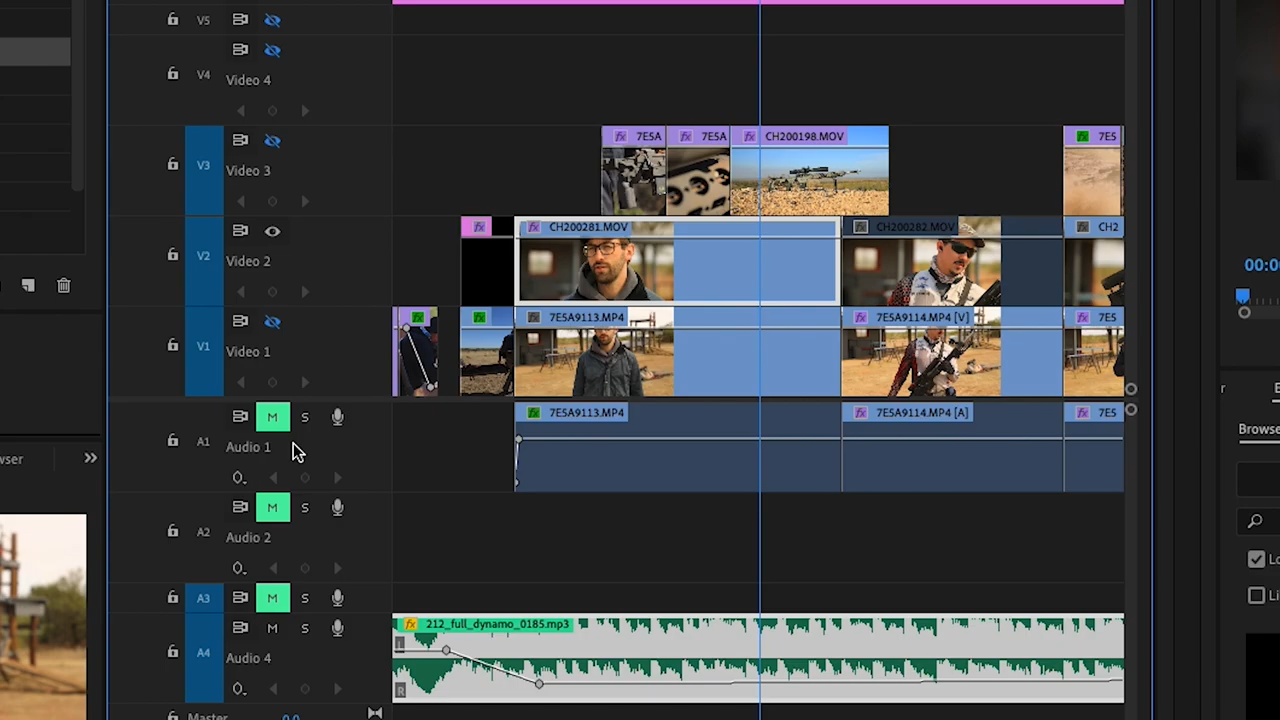 V5
V4
Video 4
V3
Video 3
7E5A
7E5A
CH200198.MOV
7E5
V2
Video 2
CH200281.MOV
CH200282.MOV
CH2
00:0
V1
Video 1
7E5A9113.MP4
7E5A9114.MP4 [V]
7E5
A1
M
S
Audio 1
7E5A9113.MP4
7E5A9114.MP4 [A]
7E5
wser
Browse
A2
M
S
Audio 2
Lo
A3
M
S
Li
A4
M
S
Audio 4
212_full_dynamo_0185.mp3
L
R
Master
0.0